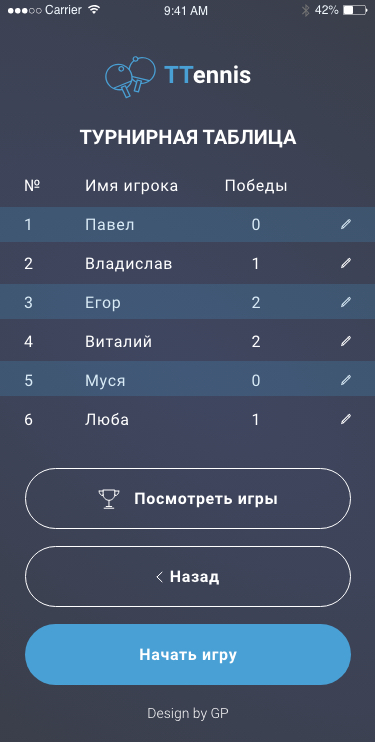 Carrier 9:41 AM 42%
TTennis
ТУРНИРНАЯ ТАБЛИЦА
№ Имя игрока Победы
1 Павел 0
2 Владислав 1
3 Егор 2
4 Виталий 2
5 Муся 0
6 Люба 1
Посмотреть игры
Назад
Начать игру
Design by GP